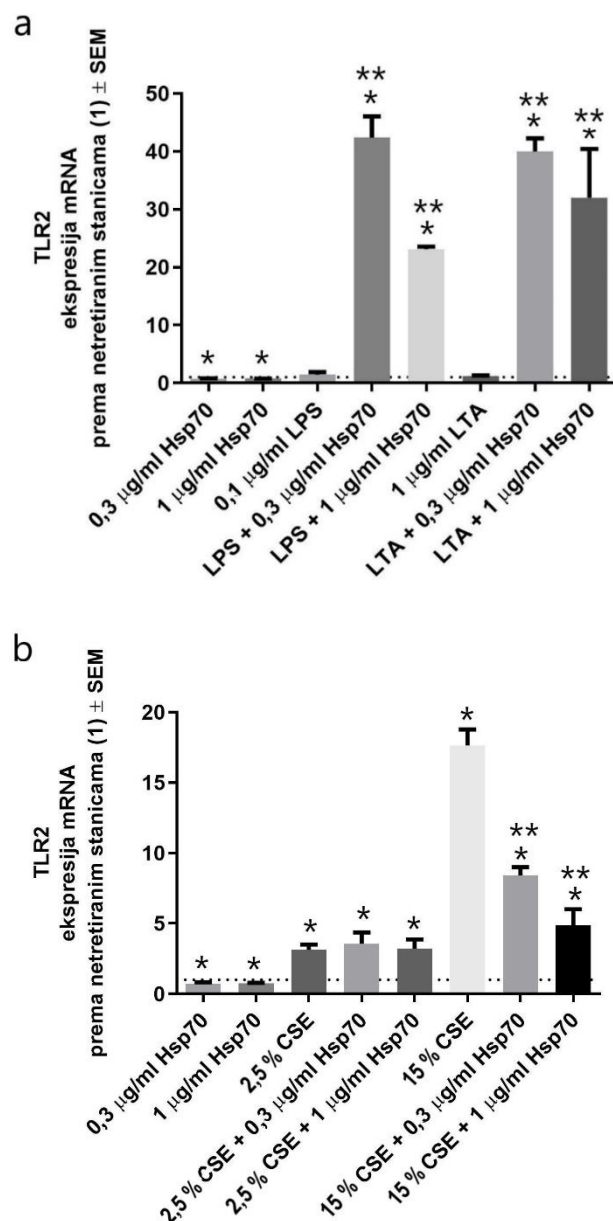 a
TLR2
ekspresija mRNA
prema netretiranim stanicama (1) ± SEM
50
40
30
20
10
0
*
*
**
*
**
*
**
*
**
*
0,3 µg/ml Hsp70
1 µg/ml Hsp70
0,1 µg/ml LPS
LPS + 0,3 µg/ml Hsp70
LPS + 1 µg/ml Hsp70
1 µg/ml LTA
LTA + 0,3 µg/ml Hsp70
LTA + 1 µg/ml Hsp70
b
TLR2
ekspresija mRNA
prema netretiranim stanicama (1) ± SEM
20
15
10
5
0
*
*
*
*
*
*
**
*
**
*
0,3 µg/ml Hsp70
1 µg/ml Hsp70
2,5 % CSE
2,5 % CSE + 0,3 µg/ml Hsp70
2,5 % CSE + 1 µg/ml Hsp70
15 % CSE
15 % CSE + 0,3 µg/ml Hsp70
15 % CSE + 1 µg/ml Hsp70